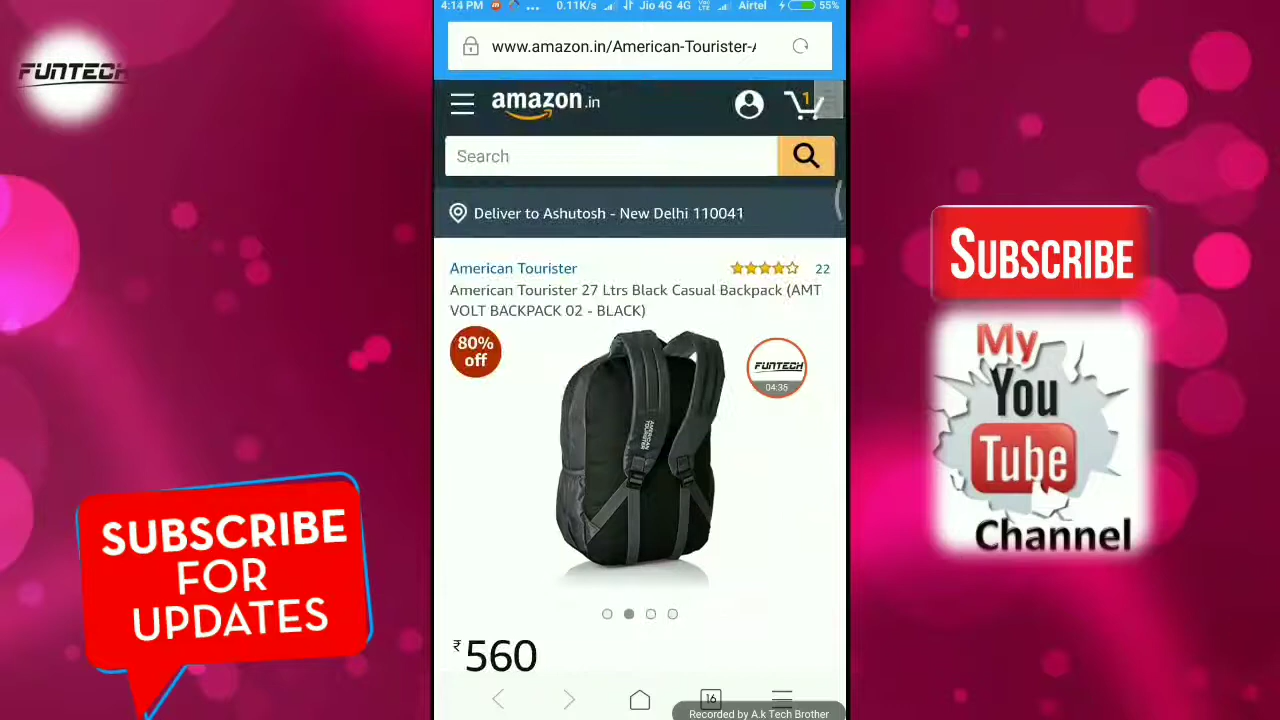 4:14 PM ... 0.11K/s Jio 4G 4G VoLTE Airtel 55%
FUNTECH
www.amazon.in/American-Tourister-
amazon.in
1
Search
Deliver to Ashutosh - New Delhi 110041
American Tourister 22
American Tourister 27 Ltrs Black Casual Backpack (AMT
VOLT BACKPACK 02 - BLACK)
80%
off
AMERICAN
TOURISTER
FUNTECH
04:35
₹560
16
Recorded by A.k Tech Brother
SUBSCRIBE
FOR
UPDATES
SUBSCRIBE
My
You
Tube
Channel